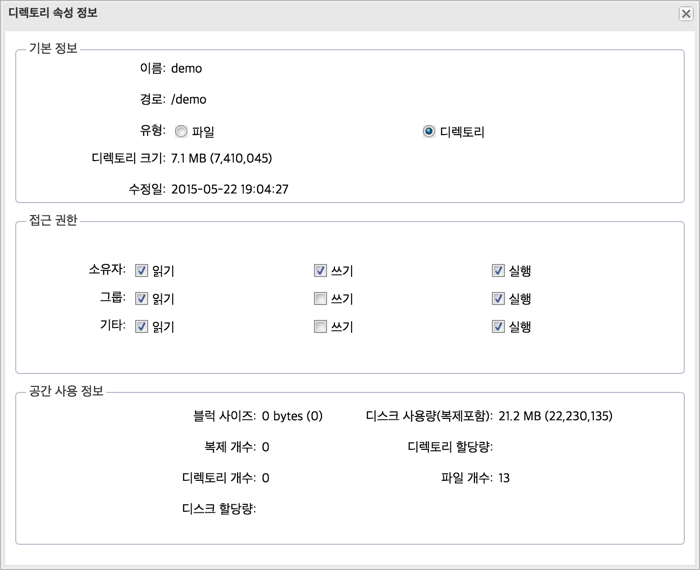 디렉토리 속성 정보
기본 정보
이름: demo
경로: /demo
유형: 파일 디렉토리
디렉토리 크기: 7.1 MB (7,410,045)
수정일: 2015-05-22 19:04:27
접근 권한
소유자: 읽기 쓰기 실행
그룹: 읽기 쓰기 실행
기타: 읽기 쓰기 실행
공간 사용 정보
블럭 사이즈: 0 bytes (0) 디스크 사용량(복제포함): 21.2 MB (22,230,135)
복제 개수: 0 디렉토리 할당량:
디렉토리 개수: 0 파일 개수: 13
디스크 할당량: